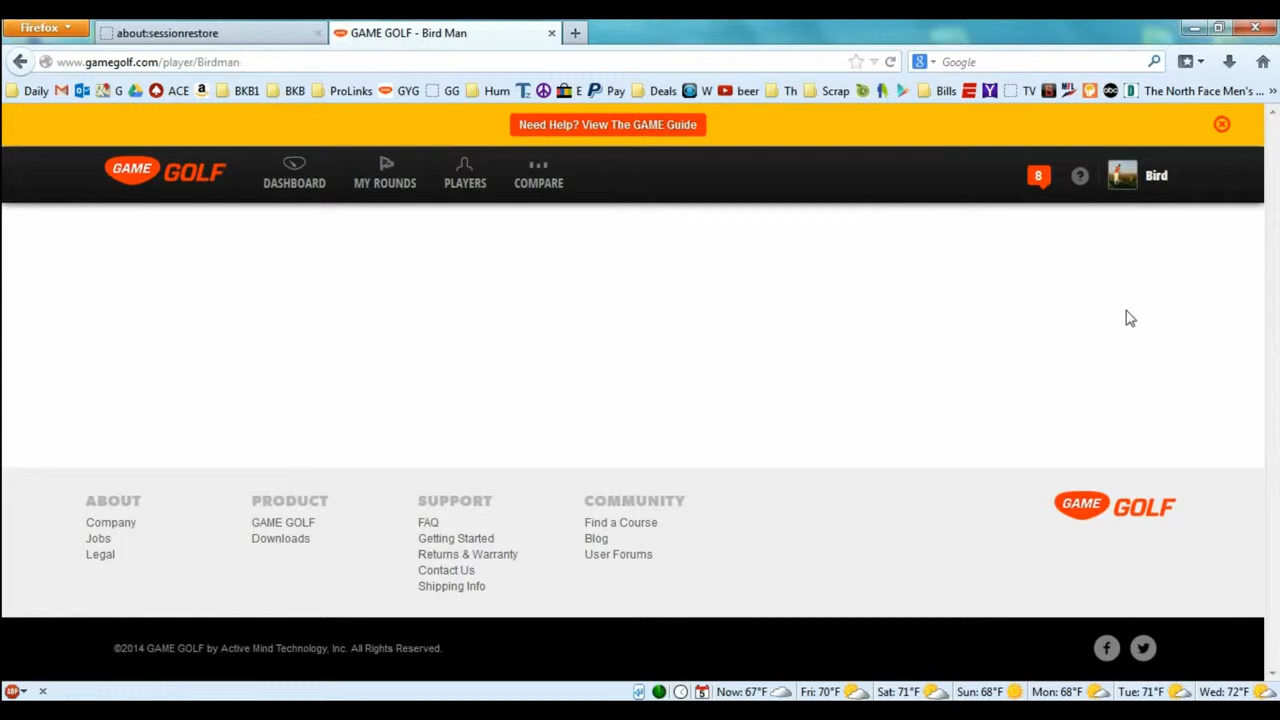 Firefox
about:sessionrestore
GAME GOLF - Bird Man
www.gamegolf.com/player/Birdman
Google
Daily G ACE BKB1 BKB ProLinks GYG GG Hum E Pay Deals W beer Th Scrap Bills TV The North Face Men's ...
Need Help? View The GAME Guide
GAME GOLF
DASHBOARD
MY ROUNDS
PLAYERS
COMPARE
8
?
Bird
ABOUT
Company
Jobs
Legal
PRODUCT
GAME GOLF
Downloads
SUPPORT
FAQ
Getting Started
Returns & Warranty
Contact Us
Shipping Info
COMMUNITY
Find a Course
Blog
User Forums
GAME GOLF
©2014 GAME GOLF by Active Mind Technology, Inc. All Rights Reserved.
ABP
5 Now: 67°F Fri: 70°F Sat: 71°F Sun: 68°F Mon: 68°F Tue: 71°F Wed: 72°F